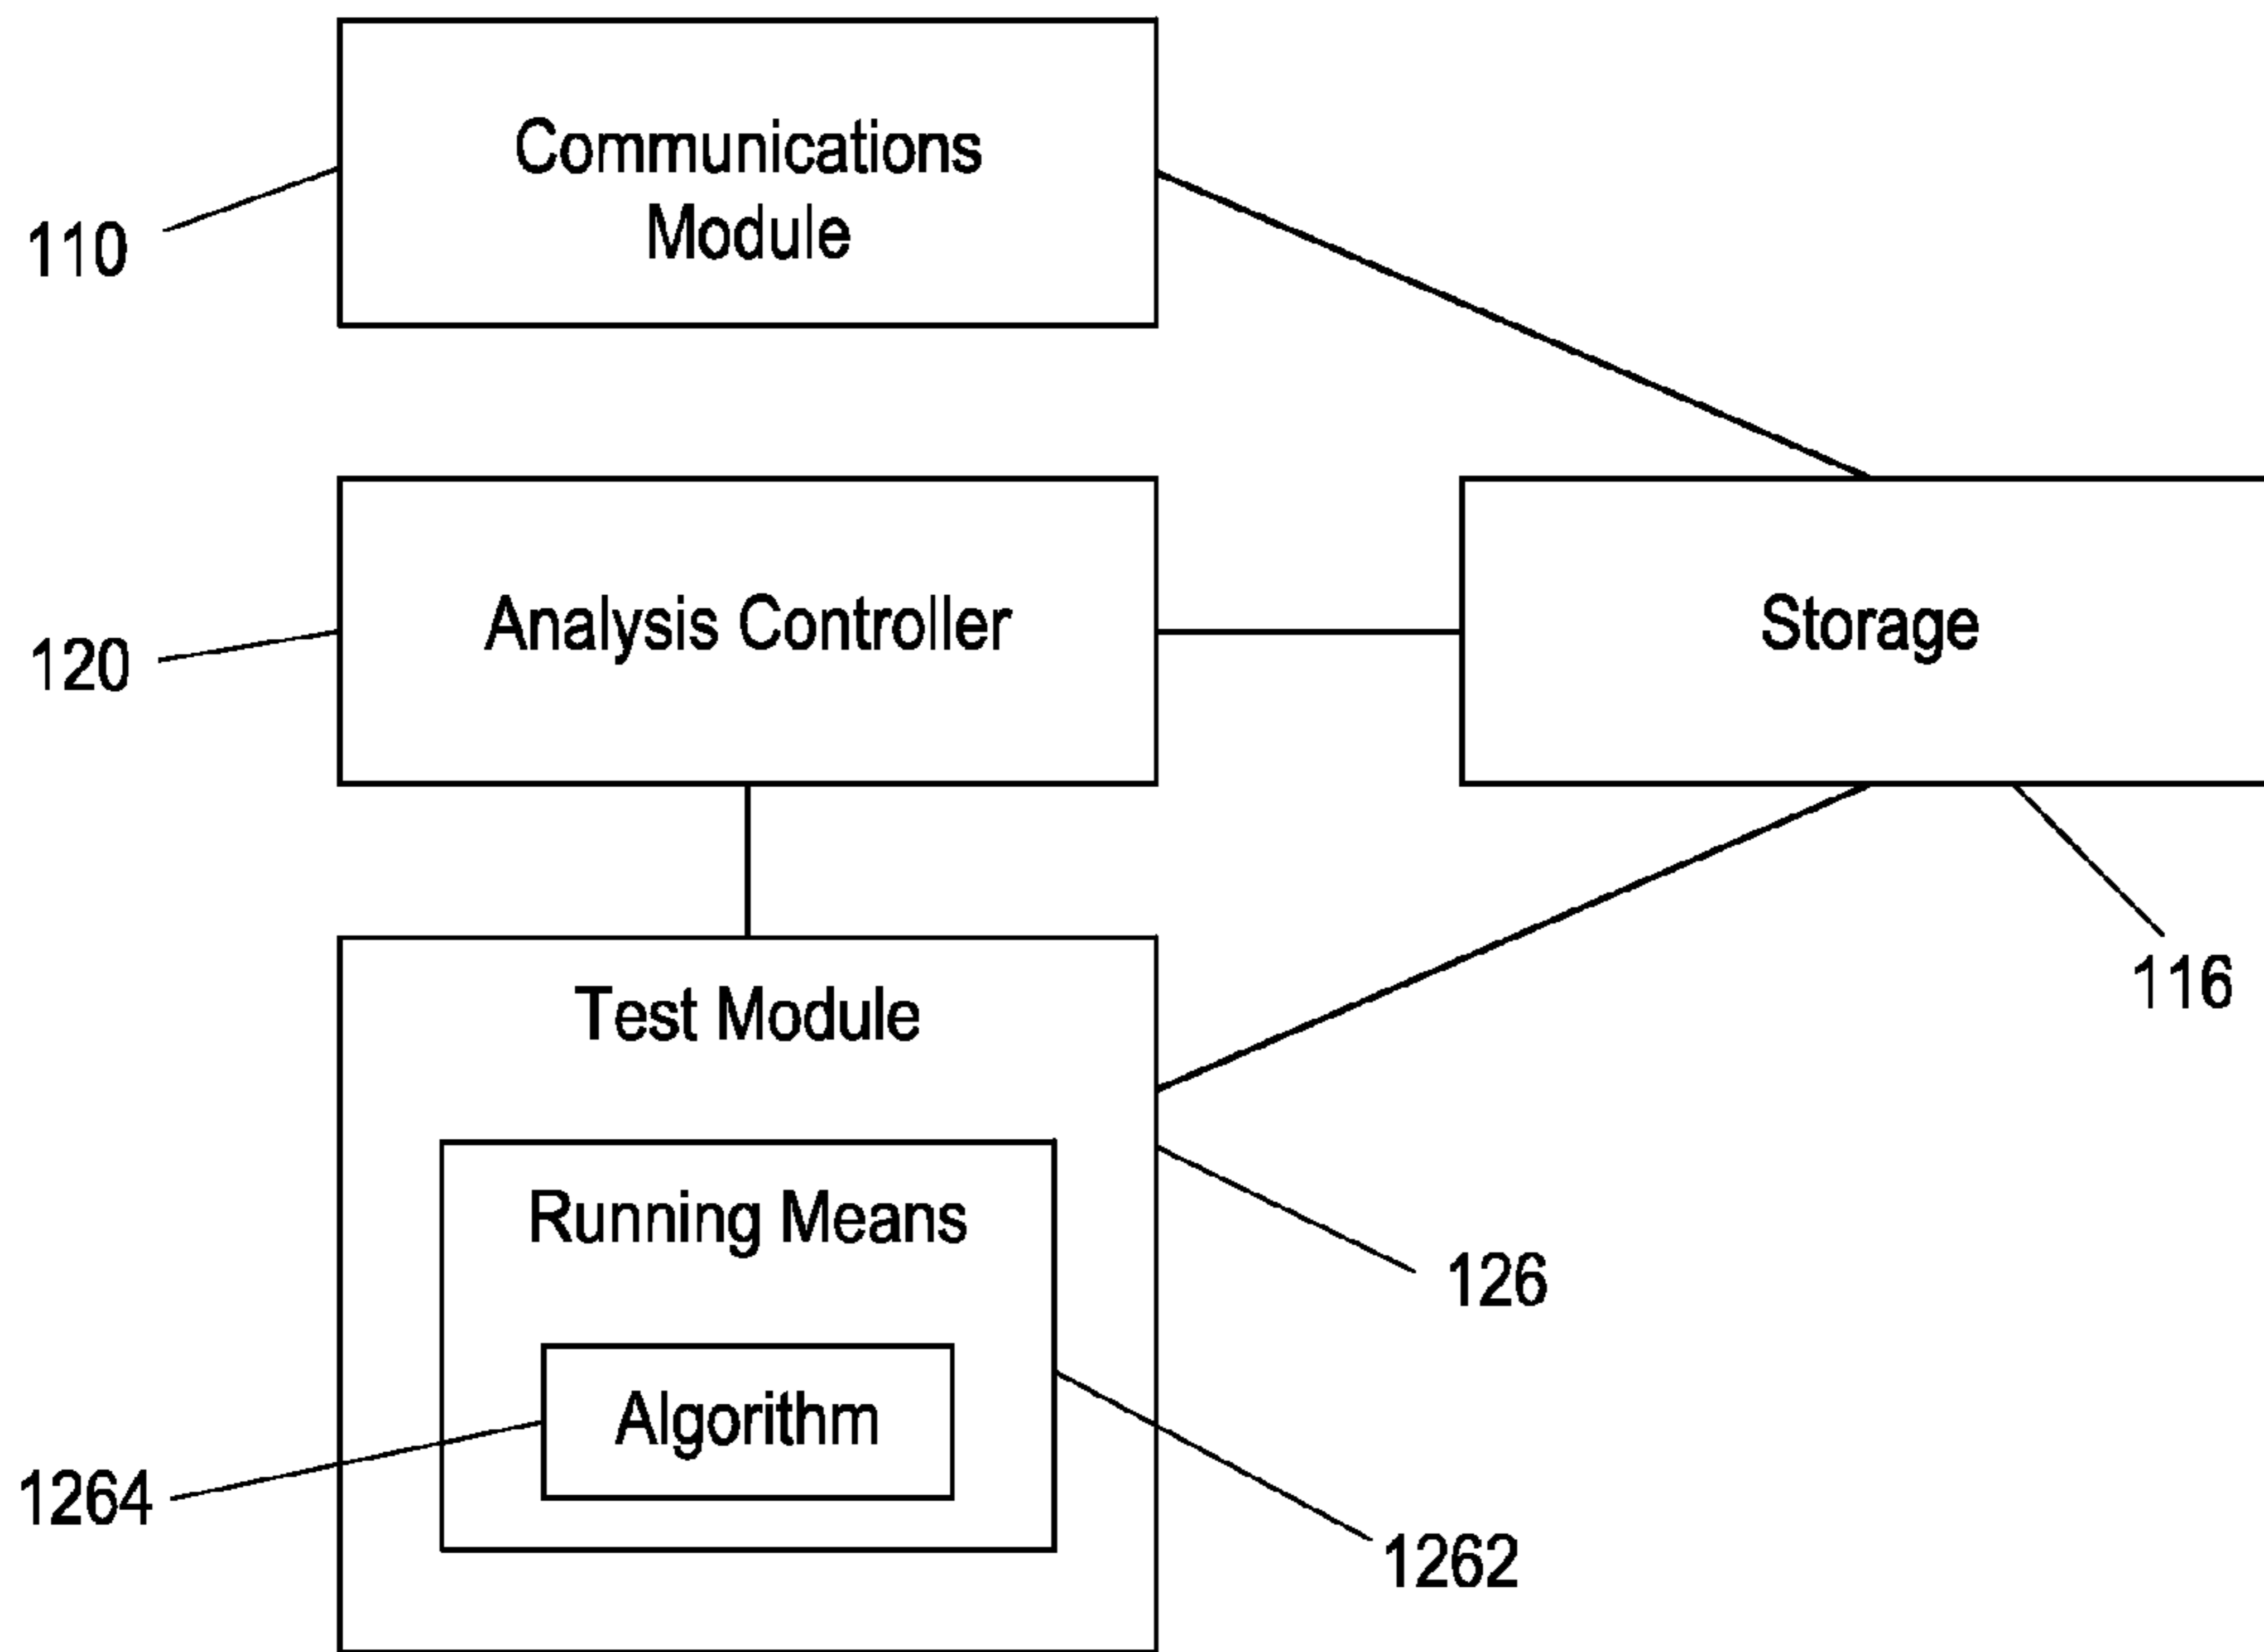 Communications
Module
110
Analysis Controller
Storage
120
116
Test Module
Running Means
126
Algorithm
1264
1262